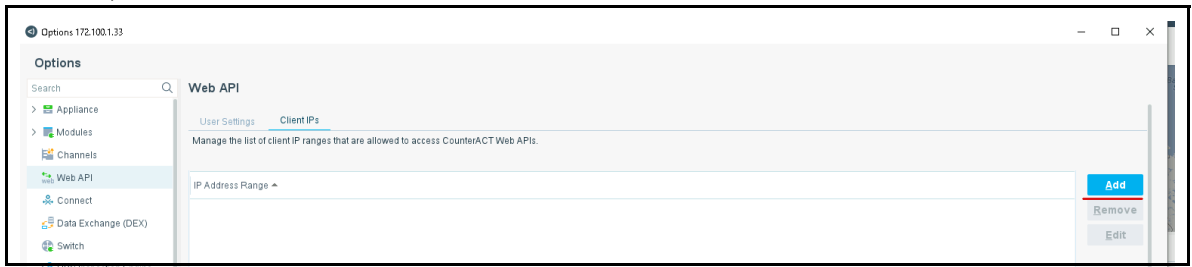 Options 172.100.1.33
Options
Search
Appliance
Modules
Channels
Web API
Connect
Data Exchange (DEX)
Switch
Web API
User Settings
Client IPs
Manage the list of client IP ranges that are allowed to access CounterACT Web APIs.
IP Address Range
Add
Remove
Edit